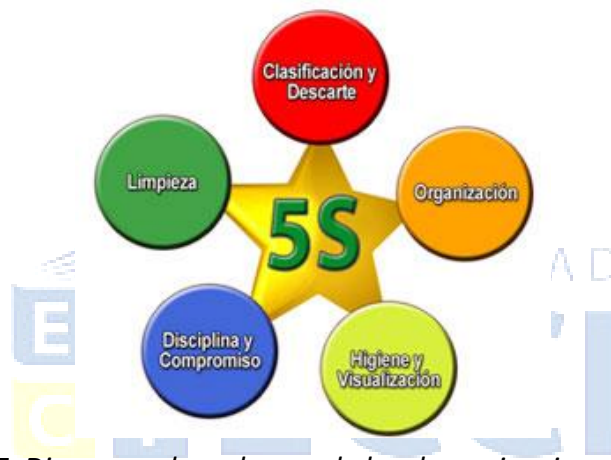 Clasificación y
Descarte
Limpieza
Organización
5S
Disciplina y
Compromiso
Higiene y
Visualización